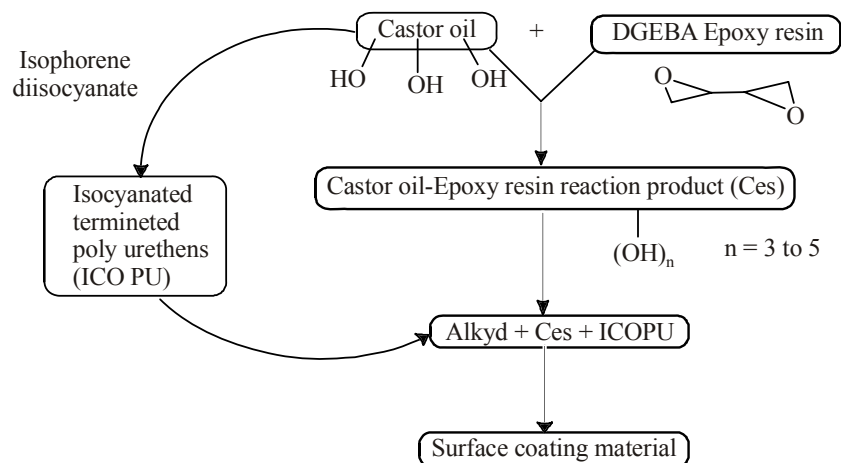 Castor oil
+
DGEBA Epoxy resin
Isophorene
diisocyanate
HO
OH
OH
O
O
Castor oil-Epoxy resin reaction product (Ces)
Isocyanated
termineted
poly urethens
(ICO PU)
(OH)n
n = 3 to 5
Alkyd + Ces + ICOPU
Surface coating material